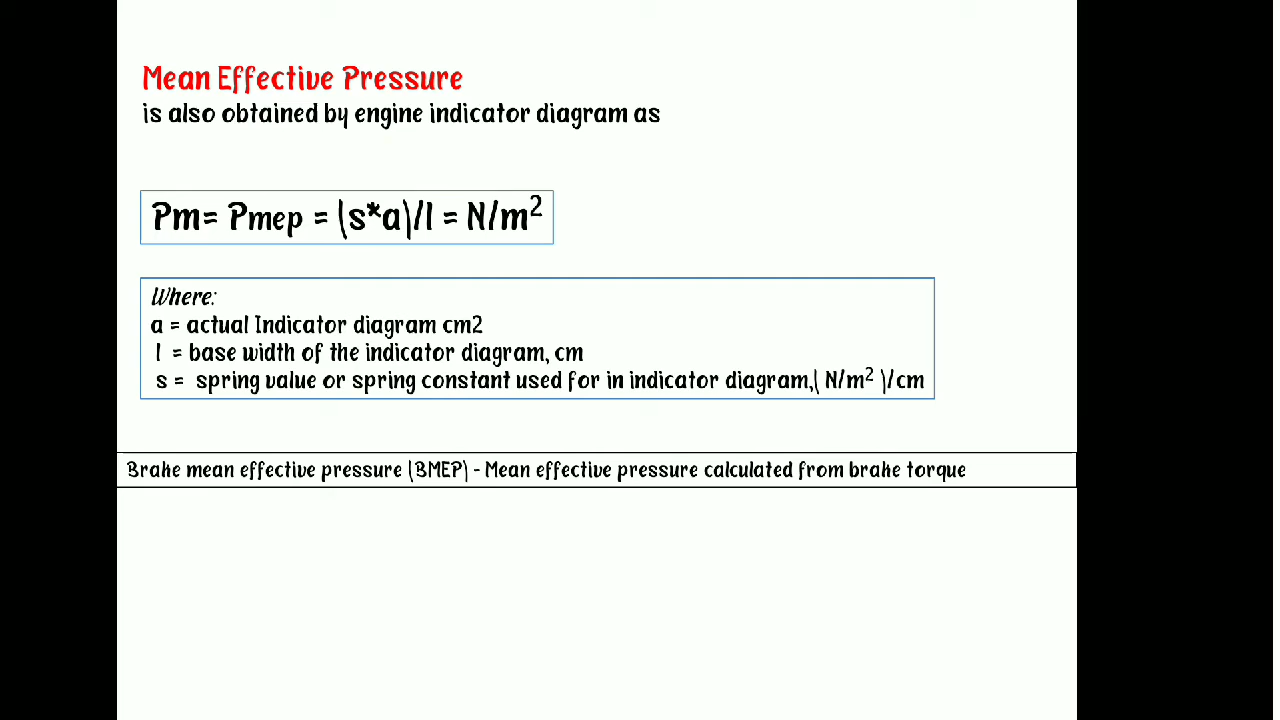 Mean Effective Pressure
is also obtained by engine indicator diagram as
Pm= Pmep = (s*a)/l = N/m²
Where:
a = actual Indicator diagram cm2
l = base width of the indicator diagram, cm
s = spring value or spring constant used for in indicator diagram,( N/m² )/cm
Brake mean effective pressure (BMEP) - Mean effective pressure calculated from brake torque